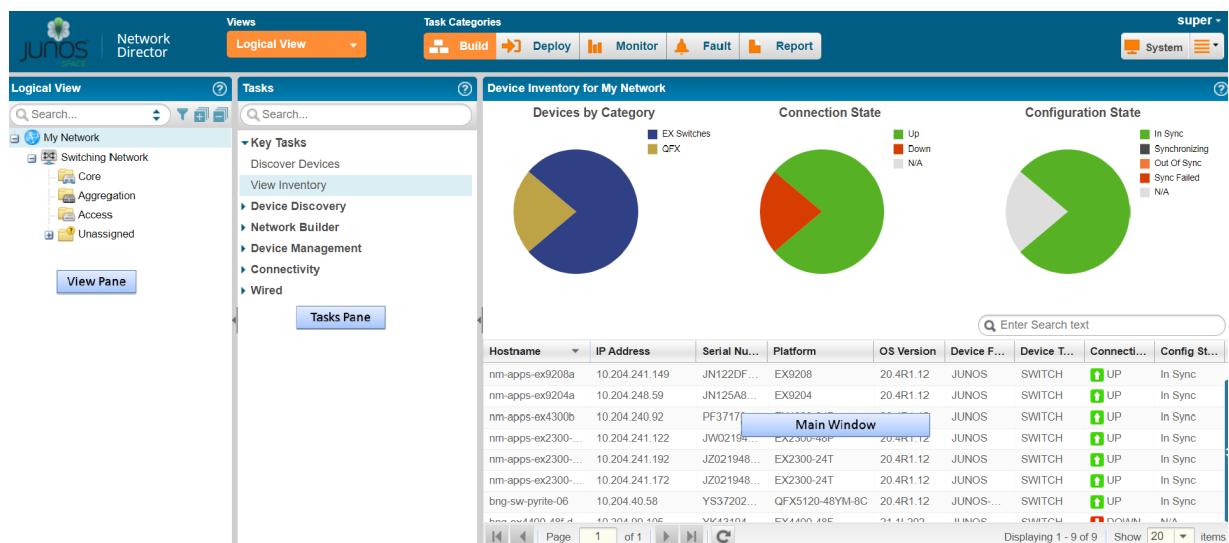 Views
Task Categories
super
JUNOS
SPACE
Network
Director
Logical View
Build
Deploy
Monitor
Fault
Report
System
Logical View
Search...
My Network
Switching Network
Core
Aggregation
Access
Unassigned
View Pane
Tasks
Search...
Key Tasks
Discover Devices
View Inventory
Device Discovery
Network Builder
Device Management
Connectivity
Wired
Tasks Pane
Device Inventory for My Network
Devices by Category
EX Switches
QFX
Connection State
Up
Down
N/A
Configuration State
In Sync
Synchronizing
Out Of Sync
Sync Failed
N/A
Enter Search text
Hostname IP Address Serial Nu... Platform OS Version Device F... Device T... Connecti... Config St...
nm-apps-ex9208a 10.204.241.149 JN122DF... EX9208 20.4R1.12 JUNOS SWITCH UP In Sync
nm-apps-ex9204a 10.204.248.59 JN125A8... EX9204 20.4R1.12 JUNOS SWITCH UP In Sync
nm-apps-ex4300b 10.204.240.92 JUNOS SWITCH UP In Sync
Main Window
nm-apps-ex2300-... 10.204.241.122 JW02194... EX2300-48P 20.4R1.12 JUNOS SWITCH UP In Sync
nm-apps-ex2300-... 10.204.241.192 JZ021948... EX2300-24T 20.4R1.12 JUNOS SWITCH UP In Sync
nm-apps-ex2300-... 10.204.241.172 JZ021948... EX2300-24T 20.4R1.12 JUNOS SWITCH UP In Sync
bng-sw-pyrite-06 10.204.40.58 YS37202... QFX5120-48YM-8C 20.4R1.12 JUNOS-... SWITCH UP In Sync
JUNOS SWITCH DOWN N/A
Page 1 of 1 Displaying 1 - 9 of 9 Show 20 items